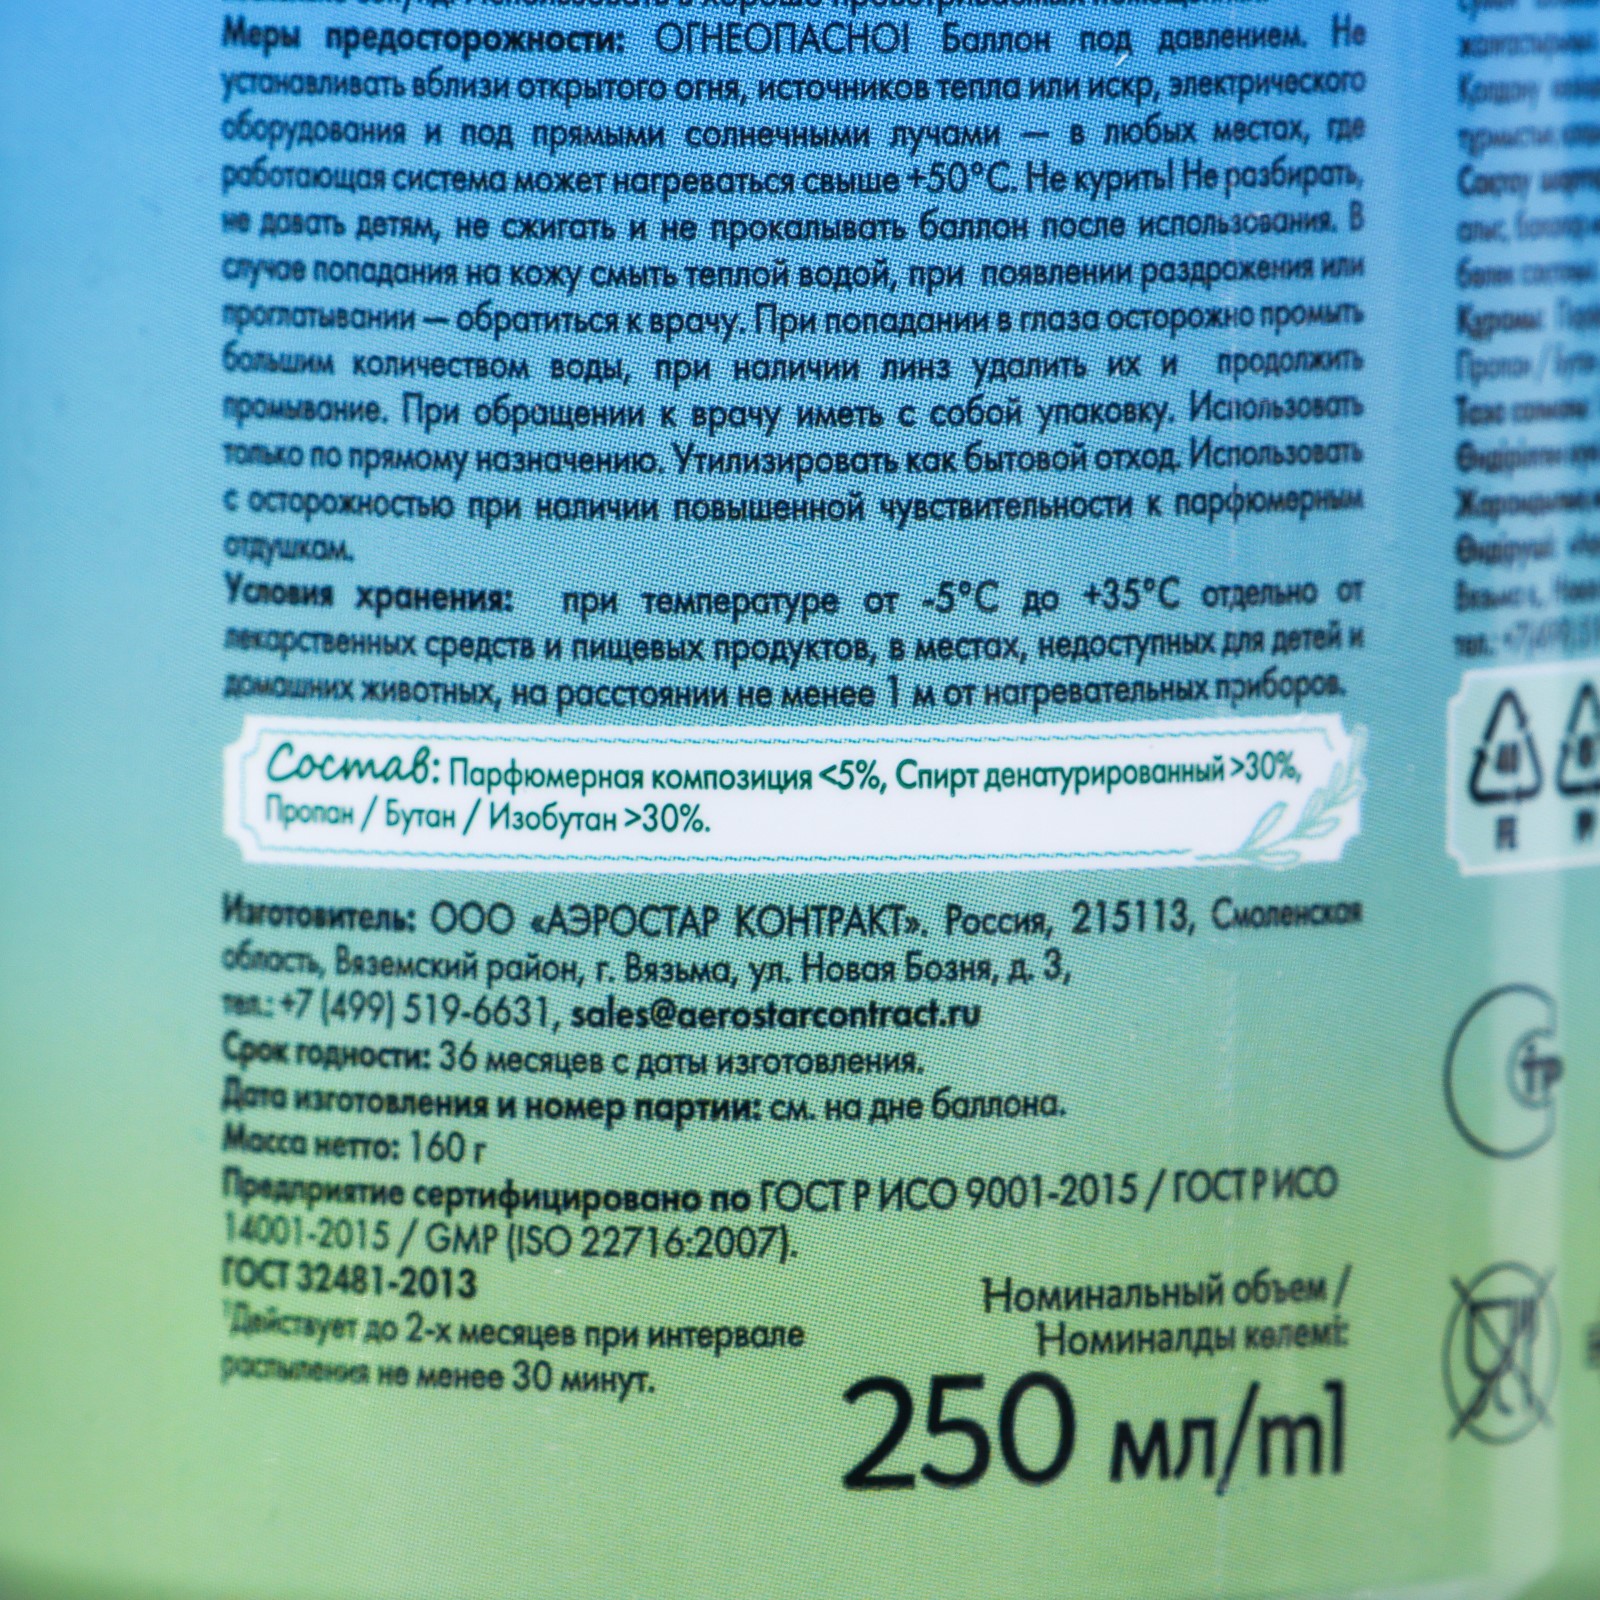 Меры предосторожности: ОГНЕОПАСНО! Баллон под давлением. Не
устанавливать вблизи открытого огня, источников тепла или искр, электрического
оборудования и под прямыми солнечными лучами — в любых местах, где
работающая система может нагреваться свыше +50°C. Не курить! Не разбирать,
не давать детям, не сжигать и не прокалывать баллон после использования. В
случае попадания на кожу смыть теплой водой, при появлении раздражения или
проглатывании — обратиться к врачу. При попадании в глаза осторожно промыть
большим количеством воды, при наличии линз удалить их и продолжить
промывание. При обращении к врачу иметь с собой упаковку. Использовать
только по прямому назначению. Утилизировать как бытовой отход. Использовать
с осторожностью при наличии повышенной чувствительности к парфюмерным
отдушкам.
Условия хранения: при температуре от -5°C до +35°C отдельно от
лекарственных средств и пищевых продуктов, в местах, недоступных для детей и
домашних животных, на расстоянии не менее 1 м от нагревательных приборов.
Состав: Парфюмерная композиция <5%, Спирт денатурированный >30%,
Пропан / Бутан / Изобутан >30%.
Изготовитель: ООО «АЭРОСТАР КОНТРАКТ». Россия, 215113, Смоленская
область, Вяземский район, г. Вязьма, ул. Новая Бозня, д. 3,
тел.: +7 (499) 519-6631, sales@aerostarcontract.ru
Срок годности: 36 месяцев с даты изготовления.
Дата изготовления и номер партии: см. на дне баллона.
Масса нетто: 160 г
Предприятие сертифицировано по ГОСТ Р ИСО 9001-2015 / ГОСТ Р ИСО
14001-2015 / GMP (ISO 22716:2007).
ГОСТ 32481-2013
¹Действует до 2-х месяцев при интервале
распыления не менее 30 минут.
Номинальный объем /
Номиналды көлемі:
250 мл/ml
40
FE